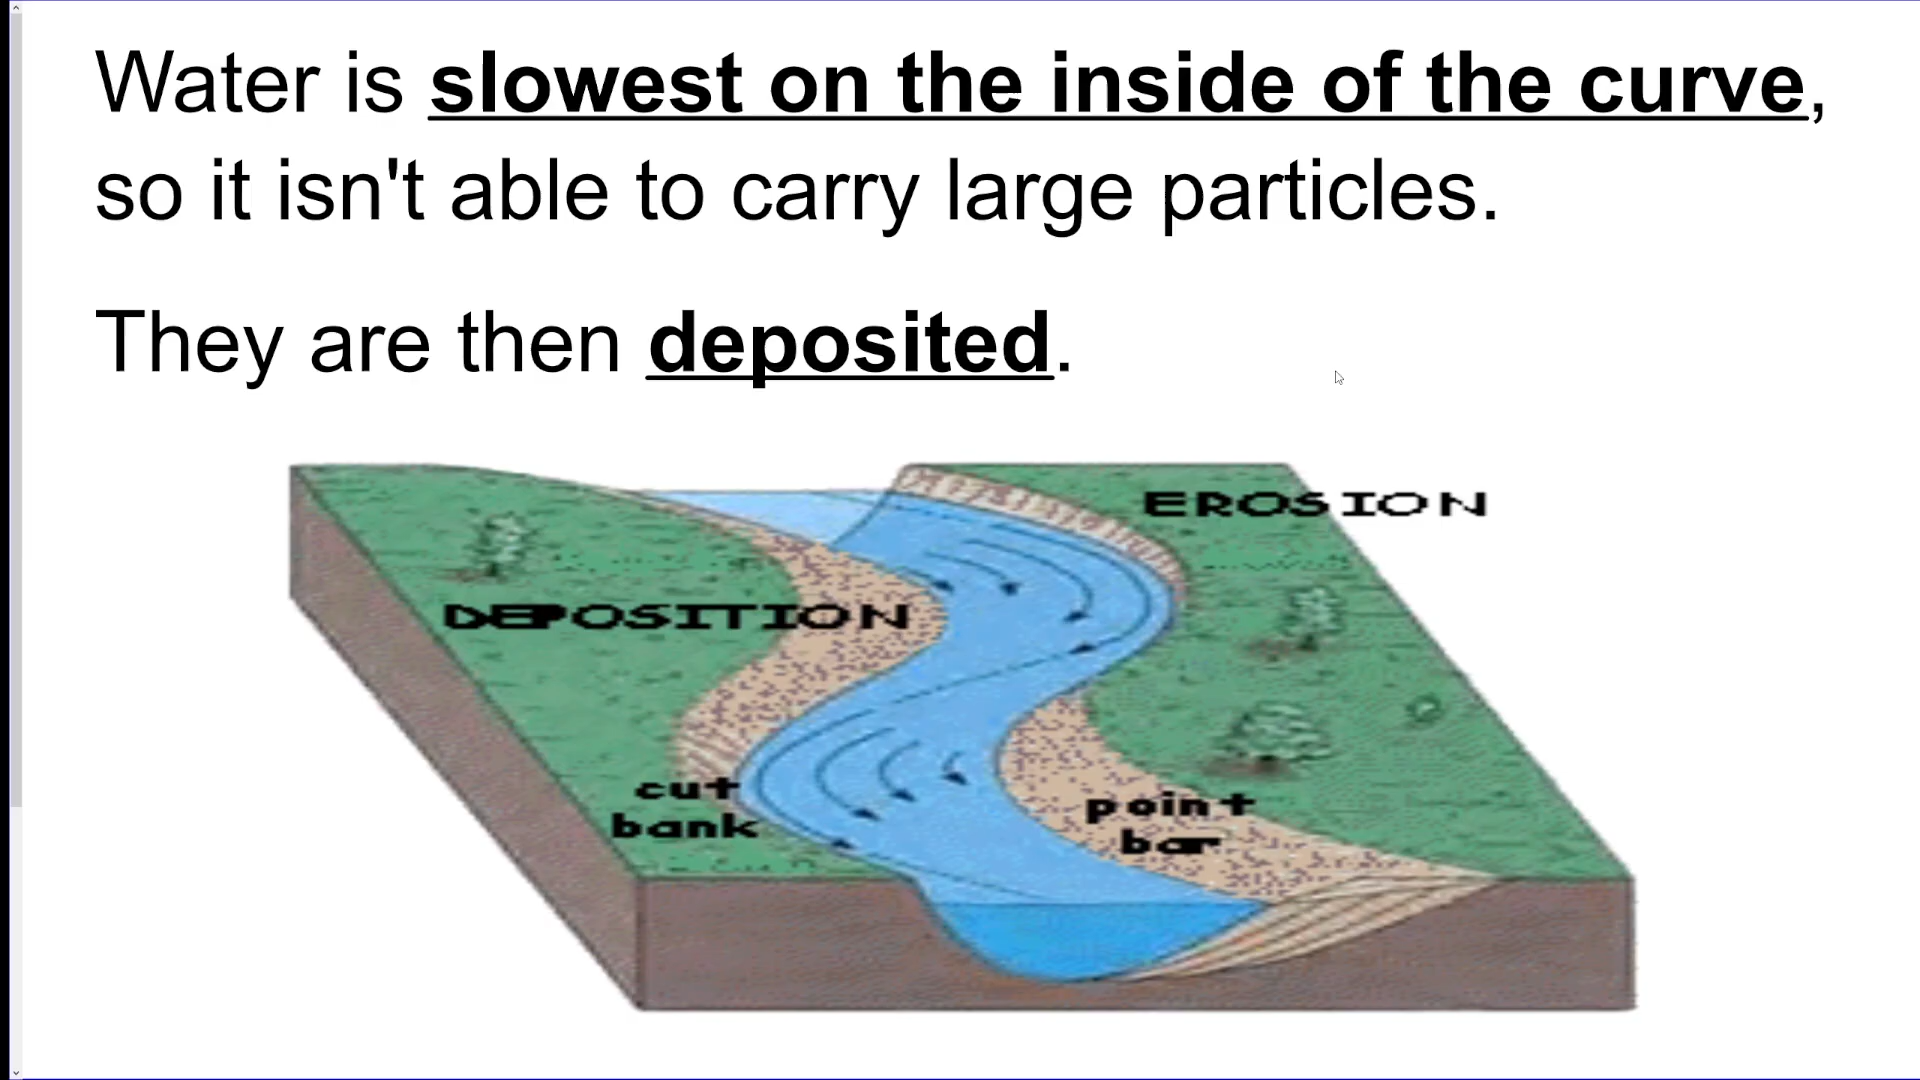 Water is slowest on the inside of the curve,
so it isn't able to carry large particles.
They are then deposited.
EROSION
DEPOSITION
cut
bank
point
bar